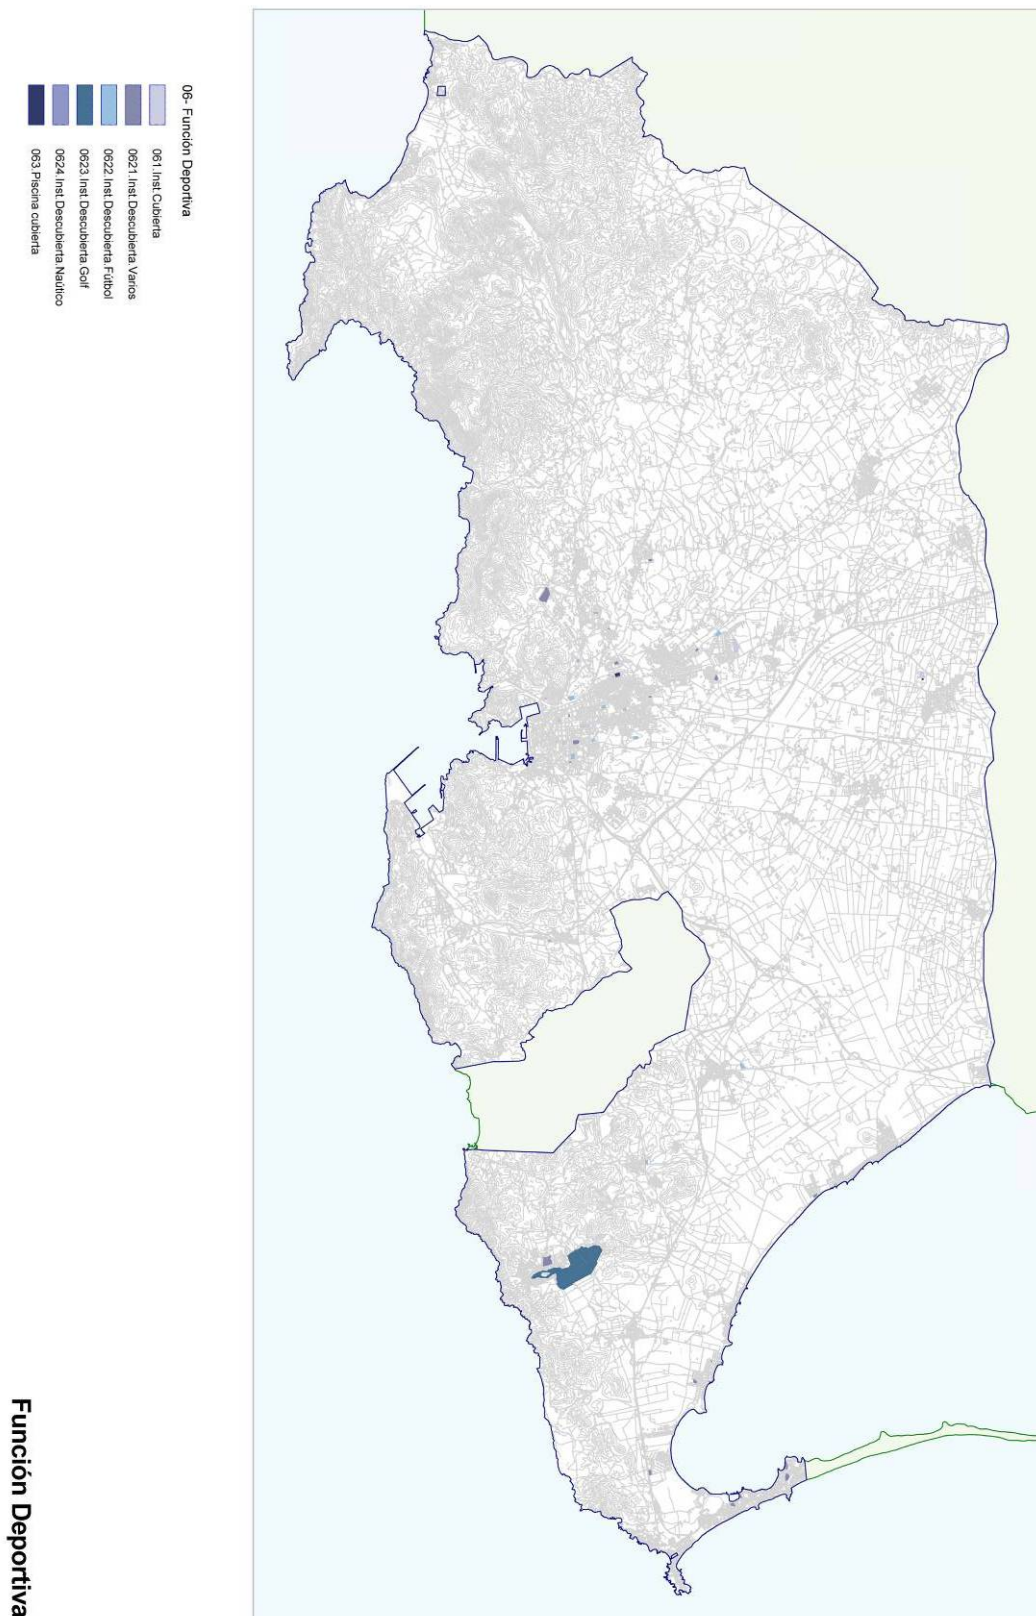 06- Función Deportiva
061.Inst.Cubierta
0621.Inst.Descubierta.Varios
0622.Inst.Descubierta.Fútbol
0623.Inst.Descubierta.Golf
0624.Inst.Descubierta.Naútico
063.Piscina cubierta
Función Deportiva